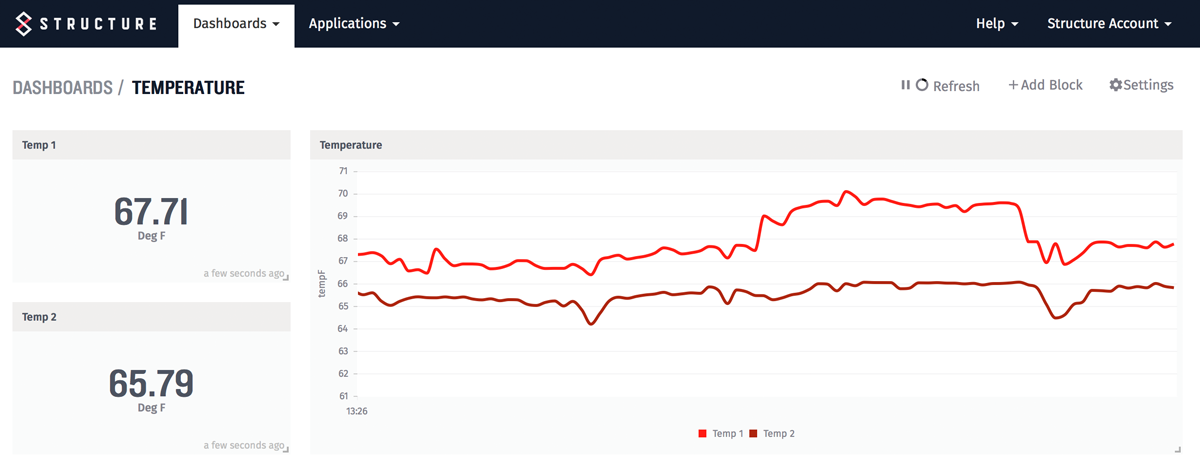 STRUCTURE Dashboards Applications Help Structure Account
DASHBOARDS / TEMPERATURE Refresh +Add Block Settings
Temp 1
67.71
Deg F
a few seconds ago
Temp 2
65.79
Deg F
a few seconds ago
Temperature
71
70
69
68
67
66
65
64
63
62
61
tempF
13:26
Temp 1 Temp 2